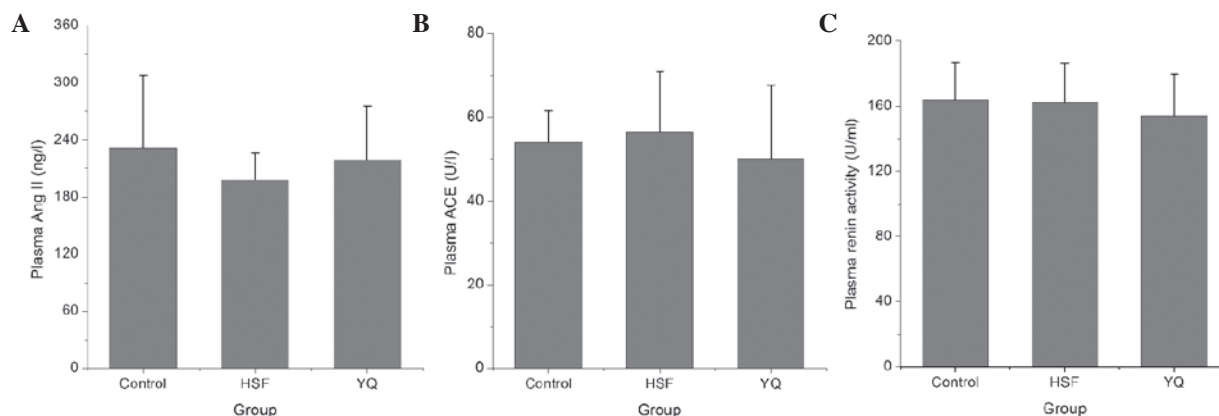 A
Plasma Ang II (ng/l)
360
300
240
180
120
60
0
Control HSF YQ
Group
B
Plasma ACE (U/l)
80
60
40
20
0
Control HSF YQ
Group
C
Plasma renin activity (U/ml)
200
160
120
80
40
0
Control HSF YQ
Group